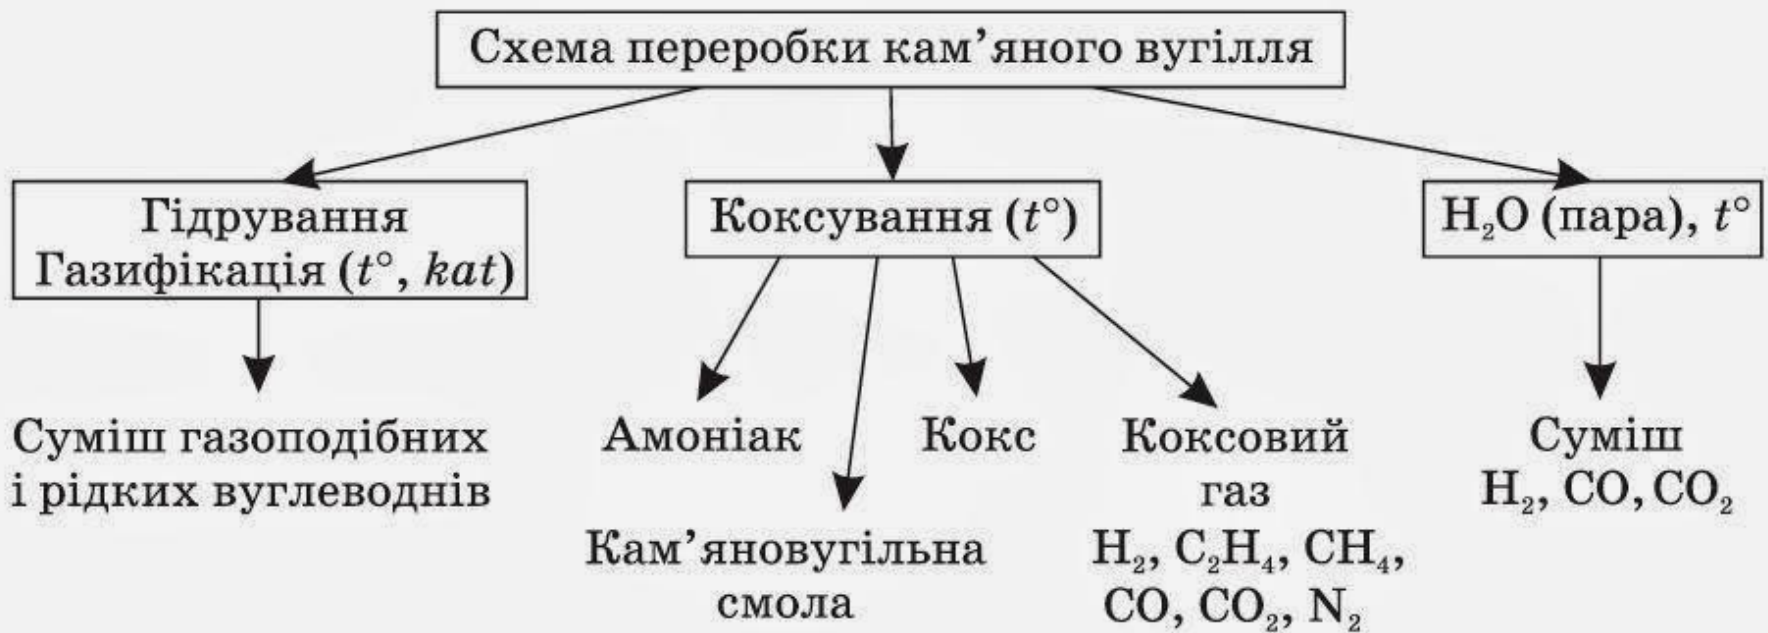 Схема переробки кам’яного вугілля
Гідрування
Газифікація (t°, kat)
Коксування (t°)
H₂O (пара), t°
Суміш газоподібних
і рідких вуглеводнів
Амоніак
Кам’яновугільна
смола
Кокс
Коксовий
газ
H₂, C₂H₄, CH₄,
CO, CO₂, N₂
Суміш
H₂, CO, CO₂